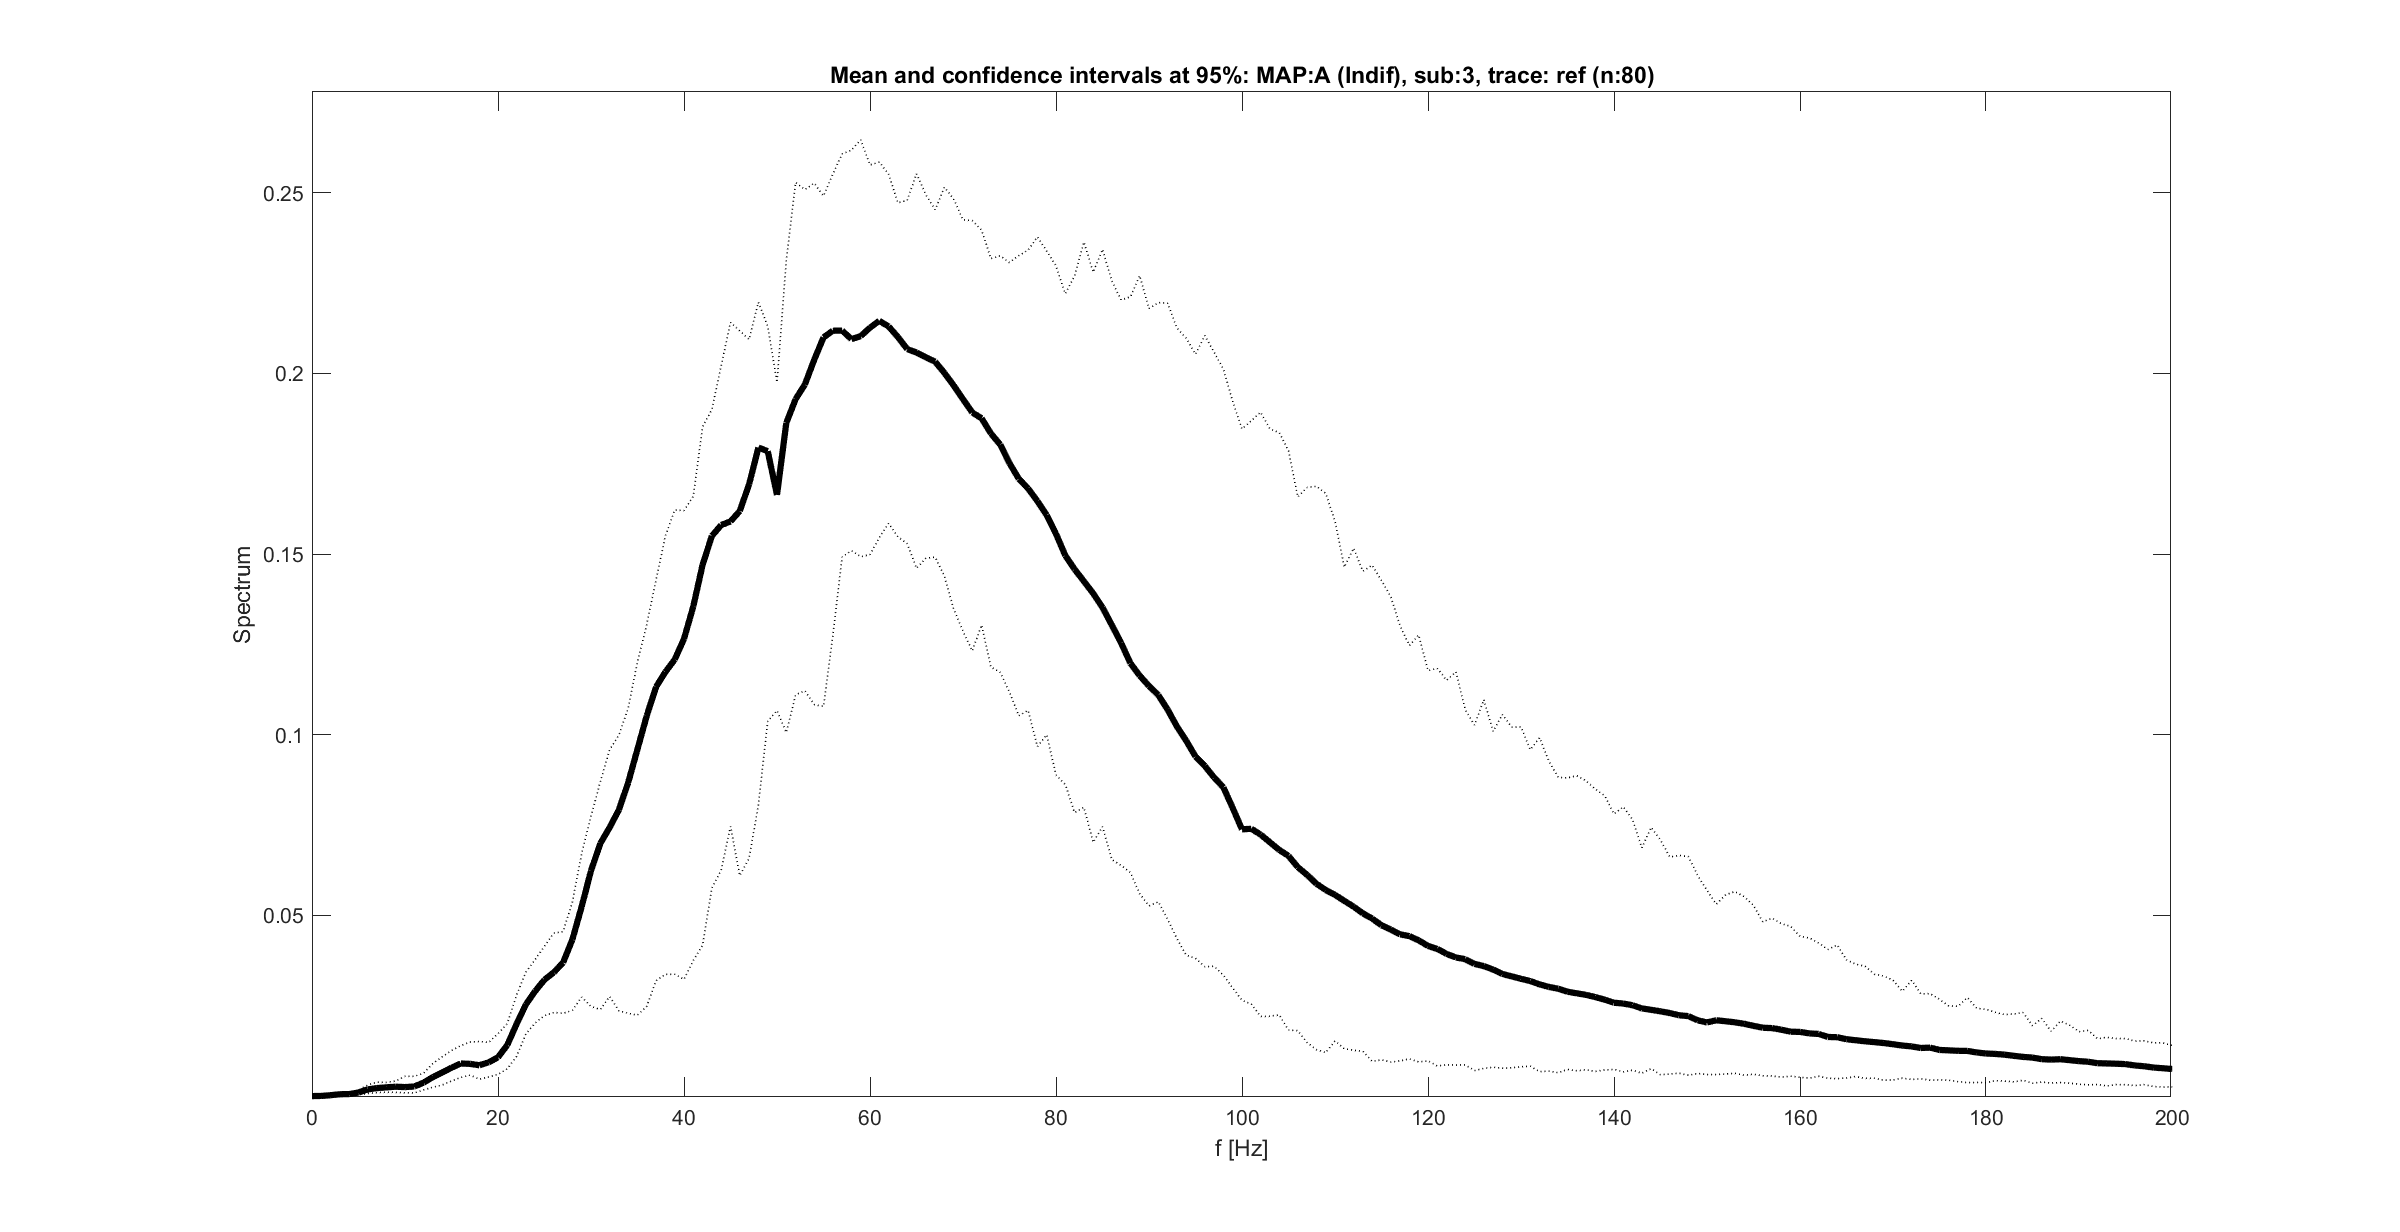 Mean and confidence intervals at 95%: MAP:A (Indif), sub:3, trace: ref (n:80)
0.25
0.2
0.15
0.1
0.05
Spectrum
0 20 40 60 80 100 120 140 160 180 200
f [Hz]